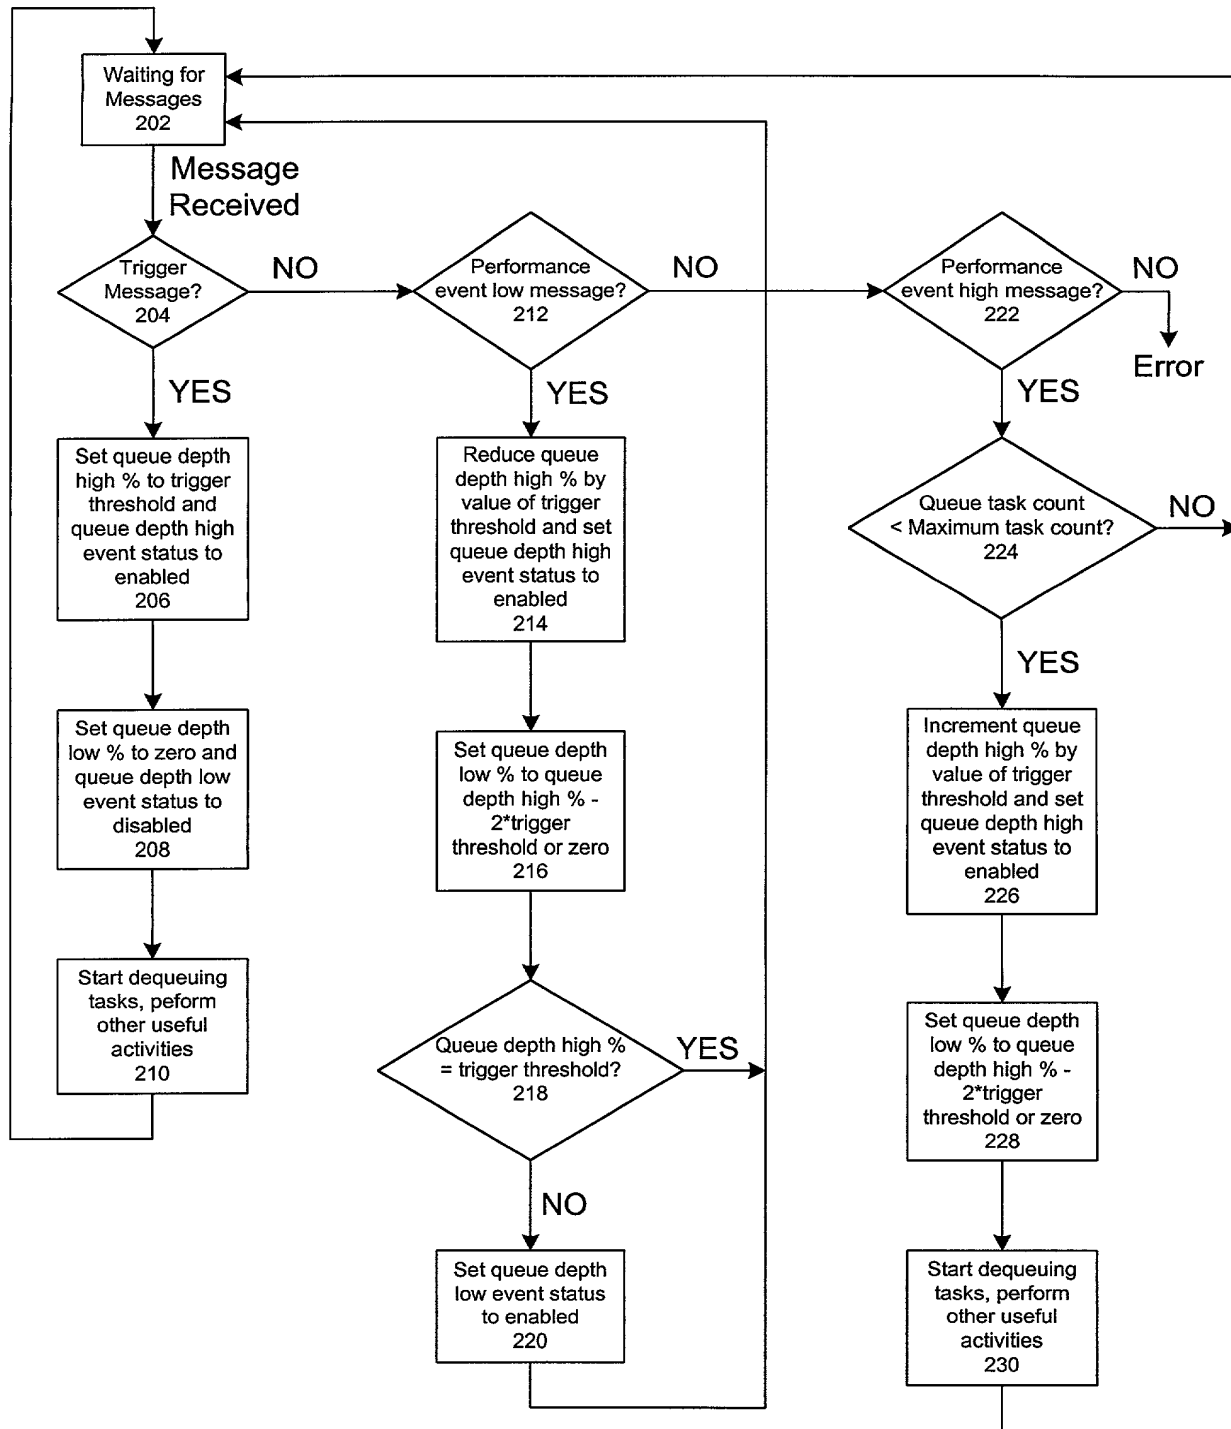 Waiting for
Messages
202
Message
Received
Trigger
Message?
204
NO
Performance
event low message?
212
NO
Performance
event high message?
222
NO
Error
YES
YES
YES
Set queue depth
high % to trigger
threshold and
queue depth high
event status to
enabled
206
Reduce queue
depth high % by
value of trigger
threshold and set
queue depth high
event status to
enabled
214
Queue task count
< Maximum task count?
224
NO
YES
Set queue depth
low % to zero and
queue depth low
event status to
disabled
208
Set queue depth
low % to queue
depth high % -
2*trigger
threshold or zero
216
Increment queue
depth high % by
value of trigger
threshold and set
queue depth high
event status to
enabled
226
Start dequeuing
tasks, peform
other useful
activities
210
Queue depth high %
= trigger threshold?
218
YES
Set queue depth
low % to queue
depth high % -
2*trigger
threshold or zero
228
NO
Set queue depth
low event status
to enabled
220
Start dequeuing
tasks, perform
other useful
activities
230